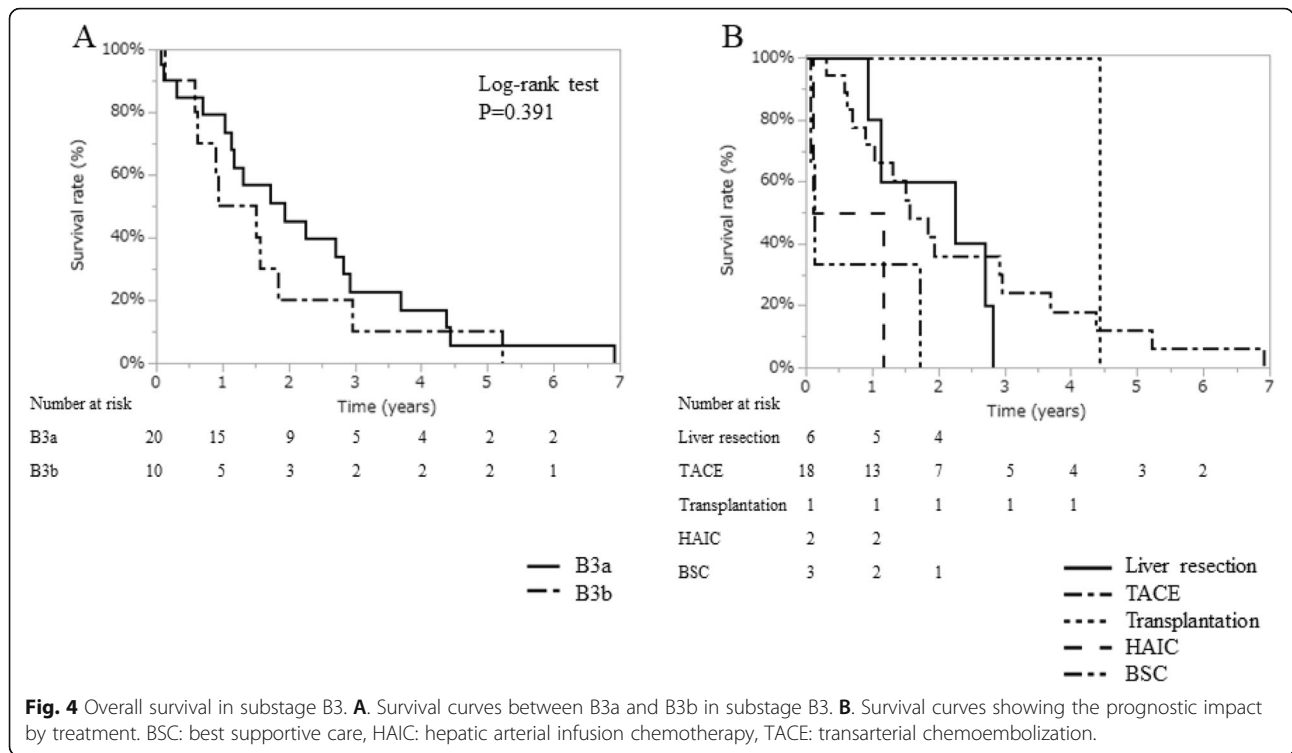 A
100%
80%
60%
40%
20%
0%
Survival rate (%)
Log-rank test
P=0.391
0 1 2 3 4 5 6 7
Time (years)
Number at risk
B3a 20 15 9 5 4 2 2
B3b 10 5 3 2 2 2 1
B3a
B3b
B
100%
80%
60%
40%
20%
0%
Survival rate (%)
0 1 2 3 4 5 6 7
Time (years)
Number at risk
Liver resection 6 5 4
TACE 18 13 7 5 4 3 2
Transplantation 1 1 1 1 1
HAIC 2 2
BSC 3 2 1
Liver resection
TACE
Transplantation
HAIC
BSC
Fig. 4 Overall survival in substage B3. A. Survival curves between B3a and B3b in substage B3. B. Survival curves showing the prognostic impact
by treatment. BSC: best supportive care, HAIC: hepatic arterial infusion chemotherapy, TACE: transarterial chemoembolization.